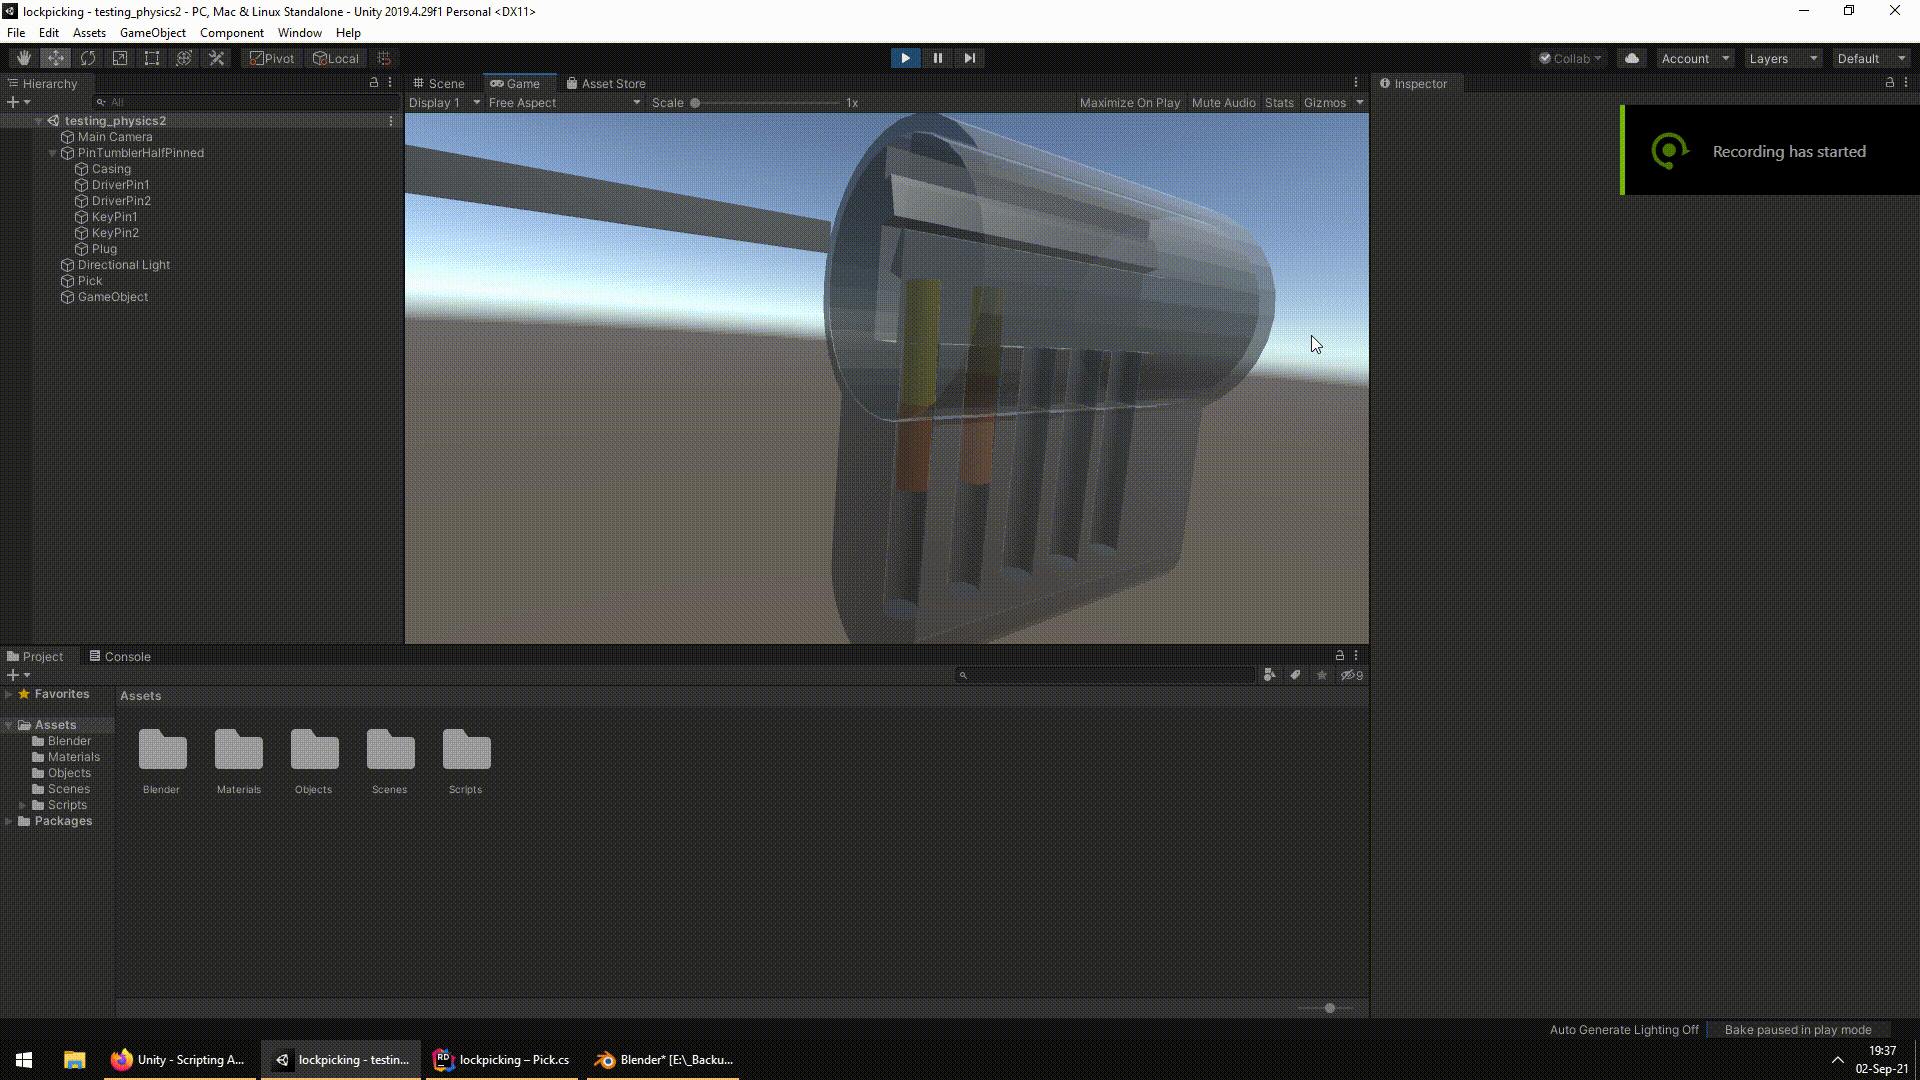 lockpicking - testing_physics2 - PC, Mac & Linux Standalone - Unity 2019.4.29f1 Personal <DX11>
File Edit Assets GameObject Component Window Help
Pivot Local Collab Account Layers Default
Hierarchy
All
testing_physics2
Main Camera
PinTumblerHalfPinned
Casing
DriverPin1
DriverPin2
KeyPin1
KeyPin2
Plug
Directional Light
Pick
GameObject
Scene Game Asset Store
Display 1 Free Aspect Scale 1x Maximize On Play Mute Audio Stats Gizmos
Inspector
Recording has started
Project Console
9
Favorites
Assets
Blender
Materials
Objects
Scenes
Scripts
Packages
Assets
Blender Materials Objects Scenes Scripts
Auto Generate Lighting Off Bake paused in play mode
Unity - Scripting A...
lockpicking - testin...
RD
lockpicking – Pick.cs
Blender* [E:\_Backu...
19:37
02-Sep-21